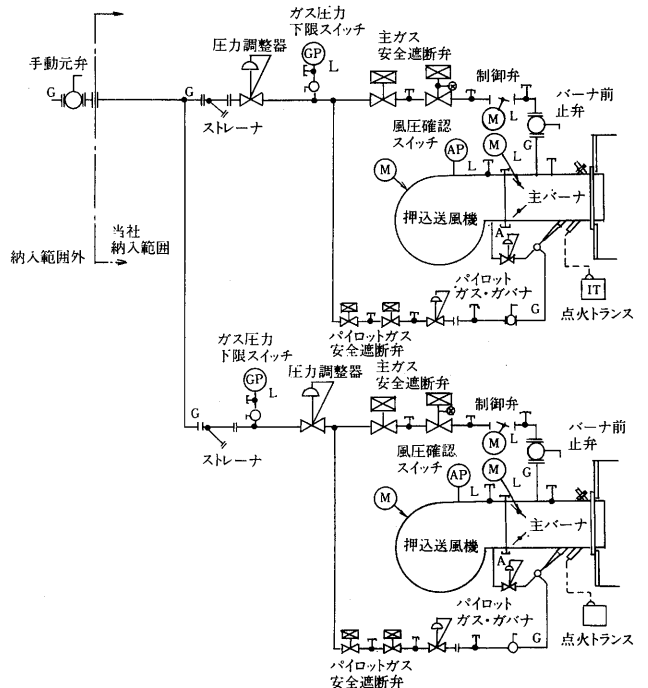 ガス圧力
下限スイッチ
圧力調整器
主ガス
安全遮断弁
手動元弁
GP
L
制御弁
バーナ前
止弁
G
G
ストレーナ
M
L
風圧確認
スイッチ
M
G
AP
L
L
M
主バーナ
押込送風機
A
納入範囲外
当社
納入範囲
パイロット
ガス・ガバナ
G
IT
点火トランス
パイロットガス
安全遮断弁
ガス圧力
下限スイッチ
圧力調整器
主ガス
安全遮断弁
GP
L
制御弁
バーナ前
止弁
G
ストレーナ
M
L
風圧確認
スイッチ
M
G
AP
L
L
M
主バーナ
押込送風機
A
パイロット
ガス・ガバナ
G
点火トランス
パイロットガス
安全遮断弁